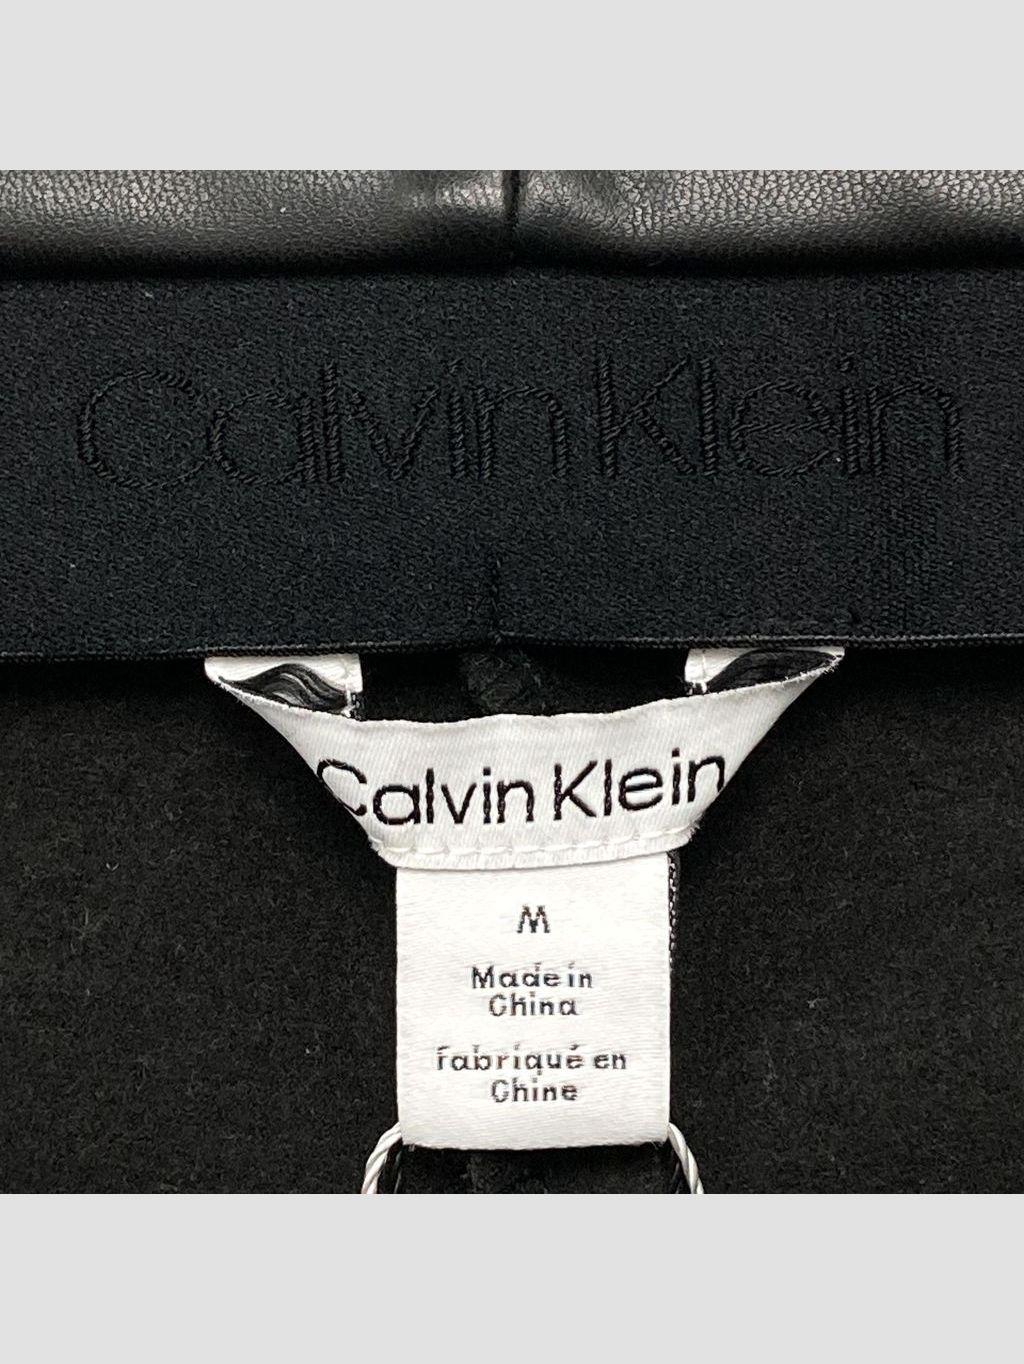 Calvin Klein
Calvin Klein
M
Made in
China
Fabriqué en
Chine